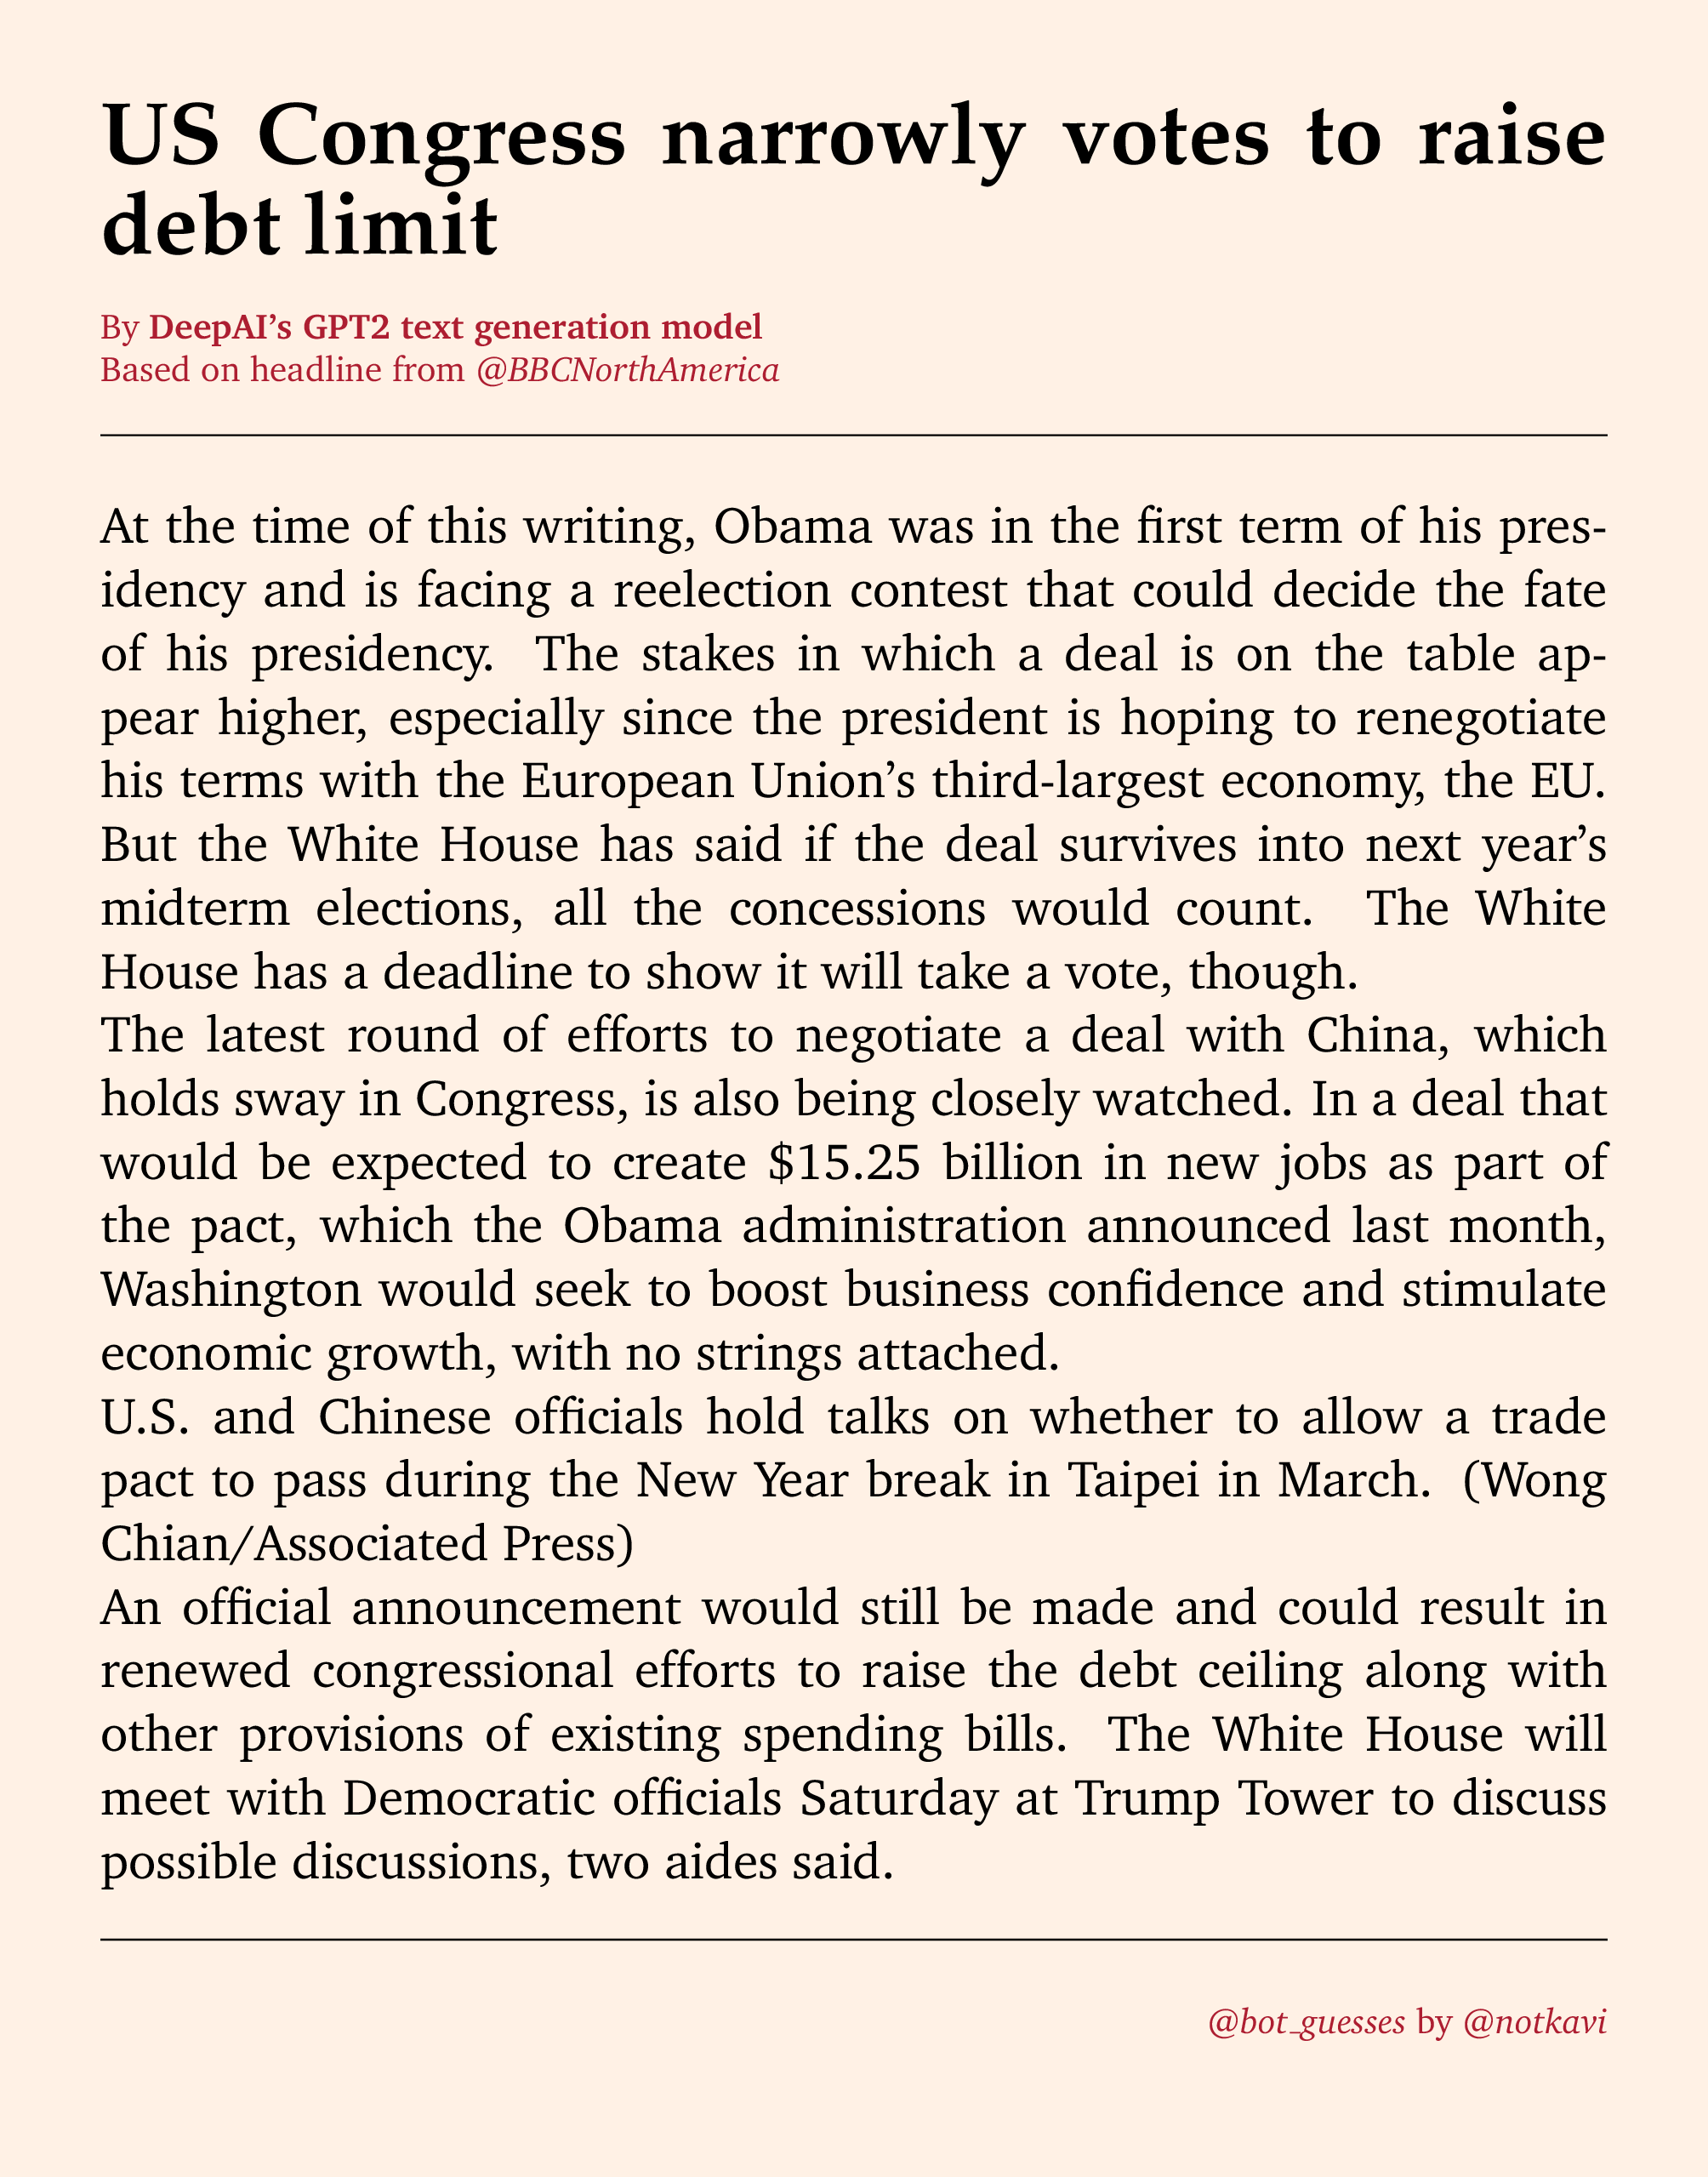 US Congress narrowly votes to raise
debt limit
By DeepAI’s GPT2 text generation model
Based on headline from @BBCNorthAmerica
At the time of this writing, Obama was in the first term of his pres-
idency and is facing a reelection contest that could decide the fate
of his presidency. The stakes in which a deal is on the table ap-
pear higher, especially since the president is hoping to renegotiate
his terms with the European Union’s third-largest economy, the EU.
But the White House has said if the deal survives into next year’s
midterm elections, all the concessions would count. The White
House has a deadline to show it will take a vote, though.
The latest round of efforts to negotiate a deal with China, which
holds sway in Congress, is also being closely watched. In a deal that
would be expected to create $15.25 billion in new jobs as part of
the pact, which the Obama administration announced last month,
Washington would seek to boost business confidence and stimulate
economic growth, with no strings attached.
U.S. and Chinese officials hold talks on whether to allow a trade
pact to pass during the New Year break in Taipei in March. (Wong
Chian/Associated Press)
An official announcement would still be made and could result in
renewed congressional efforts to raise the debt ceiling along with
other provisions of existing spending bills. The White House will
meet with Democratic officials Saturday at Trump Tower to discuss
possible discussions, two aides said.
@bot_guesses by @notkavi